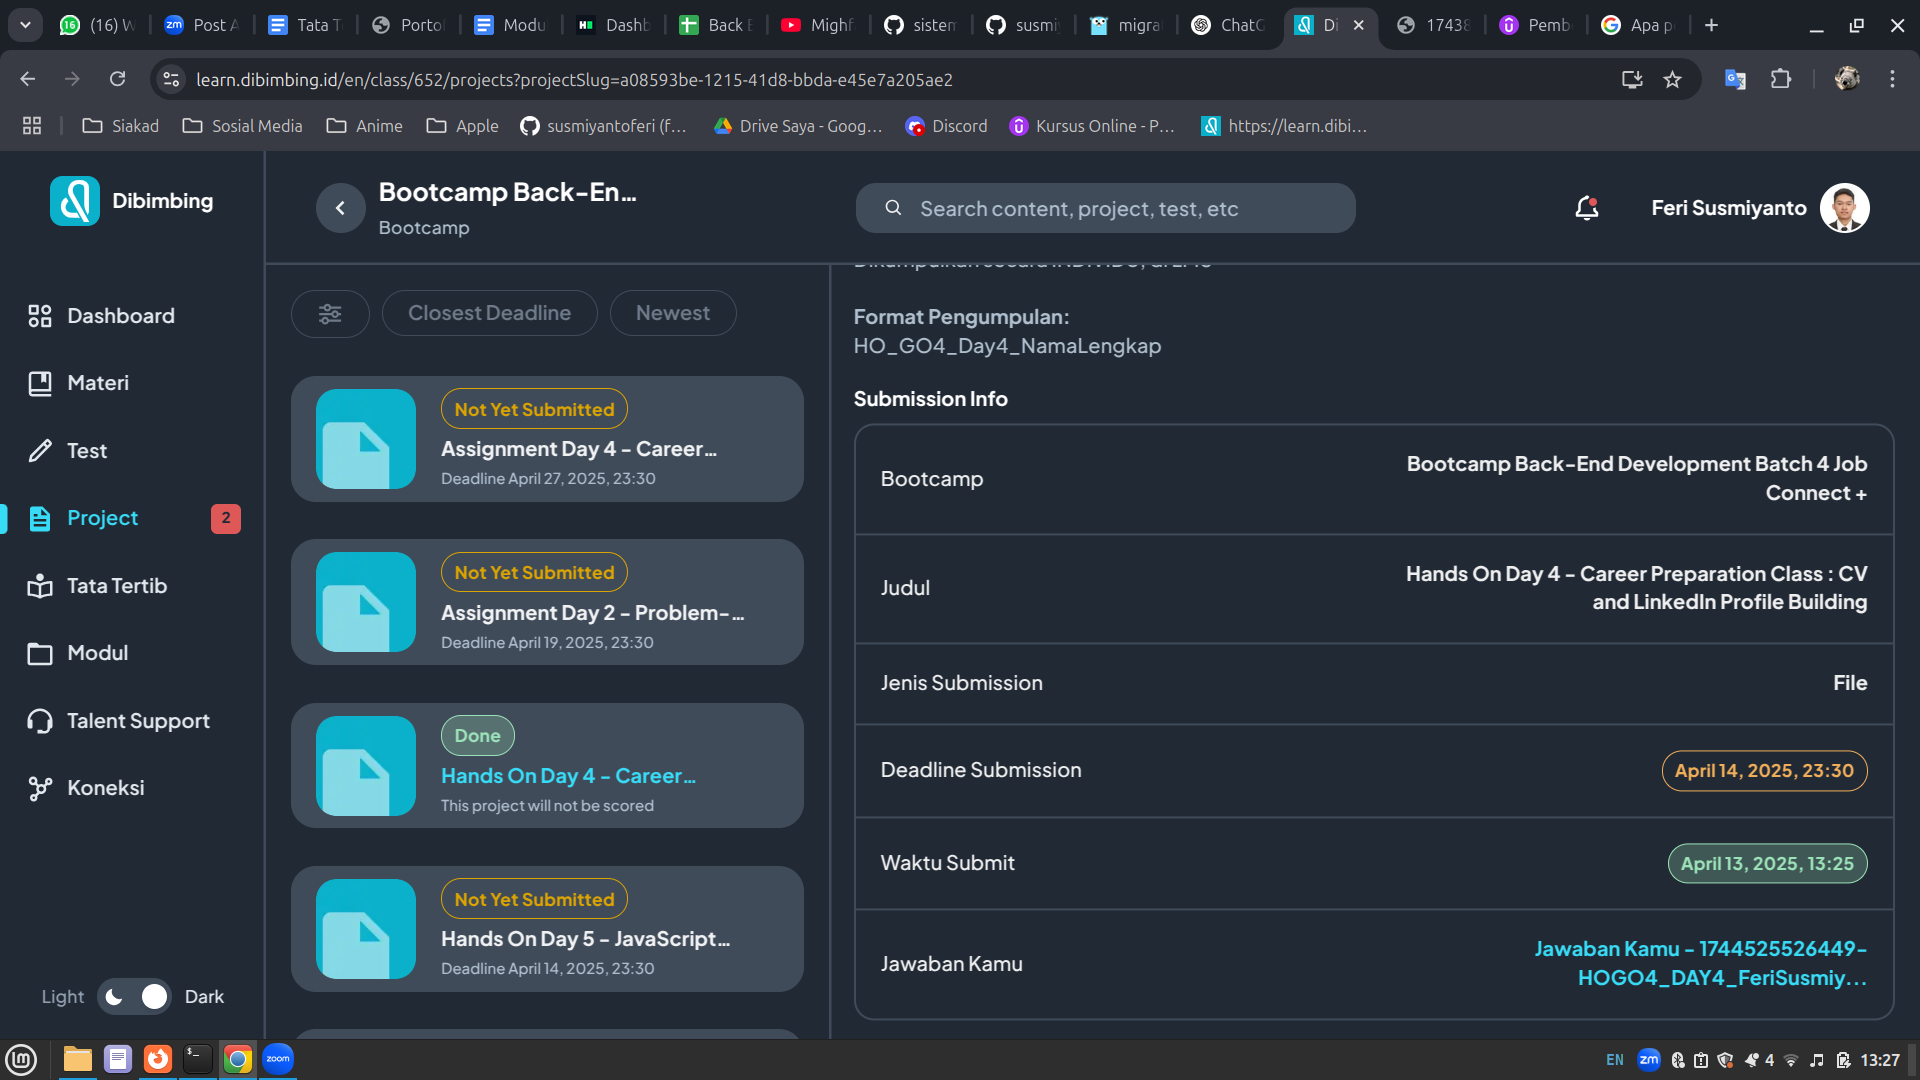 (16) W
Post A
Tata T
Portof
Modu
Dashb
Back E
Mighf
sistem
susmi
migra
ChatG
Di
17438
Pemb
Apa p
learn.dibimbing.id/en/class/652/projects?projectSlug=a08593be-1215-41d8-bbda-e45e7a205ae2
Siakad
Sosial Media
Anime
Apple
susmiyantoferi (f...
Drive Saya - Goog...
Discord
Kursus Online - P...
https://learn.dibi...
Dibimbing
Bootcamp Back-En...
Bootcamp
Search content, project, test, etc
Feri Susmiyanto
Dashboard
Materi
Test
Project
2
Tata Tertib
Modul
Talent Support
Koneksi
Light
Dark
Closest Deadline
Newest
Not Yet Submitted
Assignment Day 4 - Career...
Deadline April 27, 2025, 23:30
Not Yet Submitted
Assignment Day 2 - Problem-...
Deadline April 19, 2025, 23:30
Done
Hands On Day 4 - Career...
This project will not be scored
Not Yet Submitted
Hands On Day 5 - JavaScript...
Deadline April 14, 2025, 23:30
Format Pengumpulan:
HO_GO4_Day4_NamaLengkap
Submission Info
Bootcamp
Bootcamp Back-End Development Batch 4 Job
Connect +
Judul
Hands On Day 4 - Career Preparation Class : CV
and LinkedIn Profile Building
Jenis Submission
File
Deadline Submission
April 14, 2025, 23:30
Waktu Submit
April 13, 2025, 13:25
Jawaban Kamu
Jawaban Kamu - 1744525526449-
HOGO4_DAY4_FeriSusmiy...
zoom
EN
zm
4
13:27